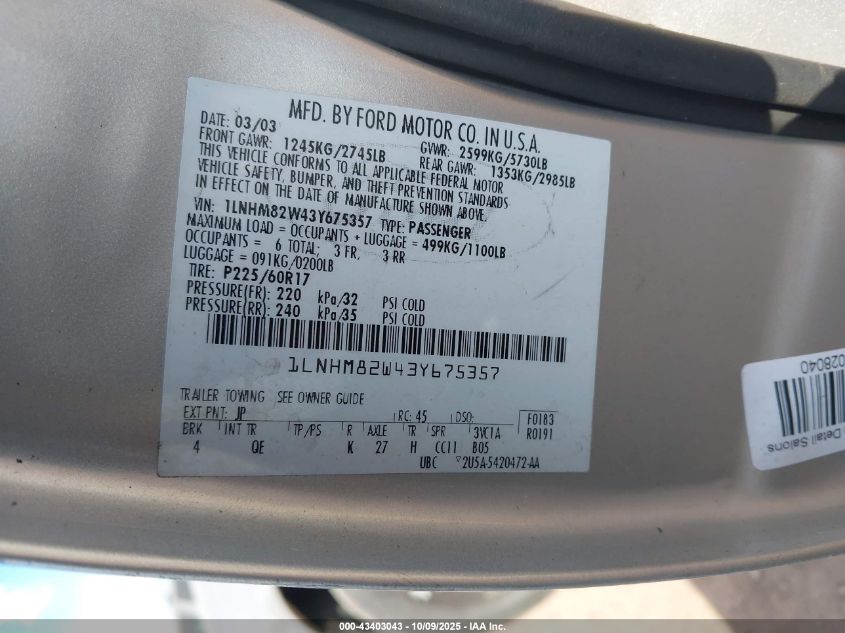 MFD. BY FORD MOTOR CO. IN U.S.A.
DATE: 03/03 GVWR: 2599KG/5730LB
FRONT GAWR: 1245KG/2745LB REAR GAWR: 1353KG/2985LB
THIS VEHICLE CONFORMS TO ALL APPLICABLE FEDERAL MOTOR
VEHICLE SAFETY, BUMPER, AND THEFT PREVENTION STANDARDS
IN EFFECT ON THE DATE OF MANUFACTURE SHOWN ABOVE.
VIN: 1LNHM82W43Y675357 TYPE: PASSENGER
MAXIMUM LOAD = OCCUPANTS + LUGGAGE = 499KG/1100LB
OCCUPANTS = 6 TOTAL: 3 FR, 3 RR
LUGGAGE = 091KG/0200LB
TIRE: P225/60R17
PRESSURE(FR): 220 kPa/32 PSI COLD
PRESSURE(RR): 240 kPa/35 PSI COLD
1LNHM82W43Y675357
TRAILER TOWING SEE OWNER GUIDE
EXT PNT: JP RC: 45 DSO: F0183
BRK INT TR TP/PS R AXLE TR SPR 3VC1A R0191
4 QE K 27 H CC11 B05
UBC 2U5A-5420472-AA
028040
Detail Salons
000-43403043 - 10/09/2025 - IAA Inc.